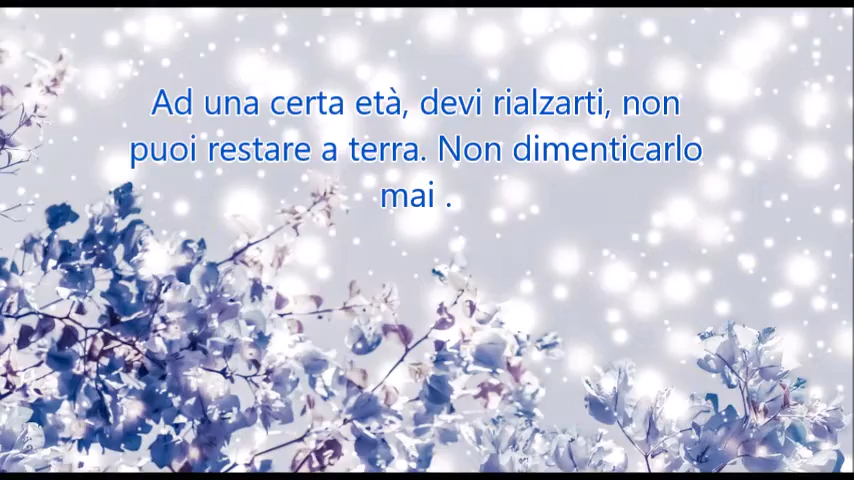 Ad una certa età, devi rialzarti, non
puoi restare a terra. Non dimenticarlo
mai .